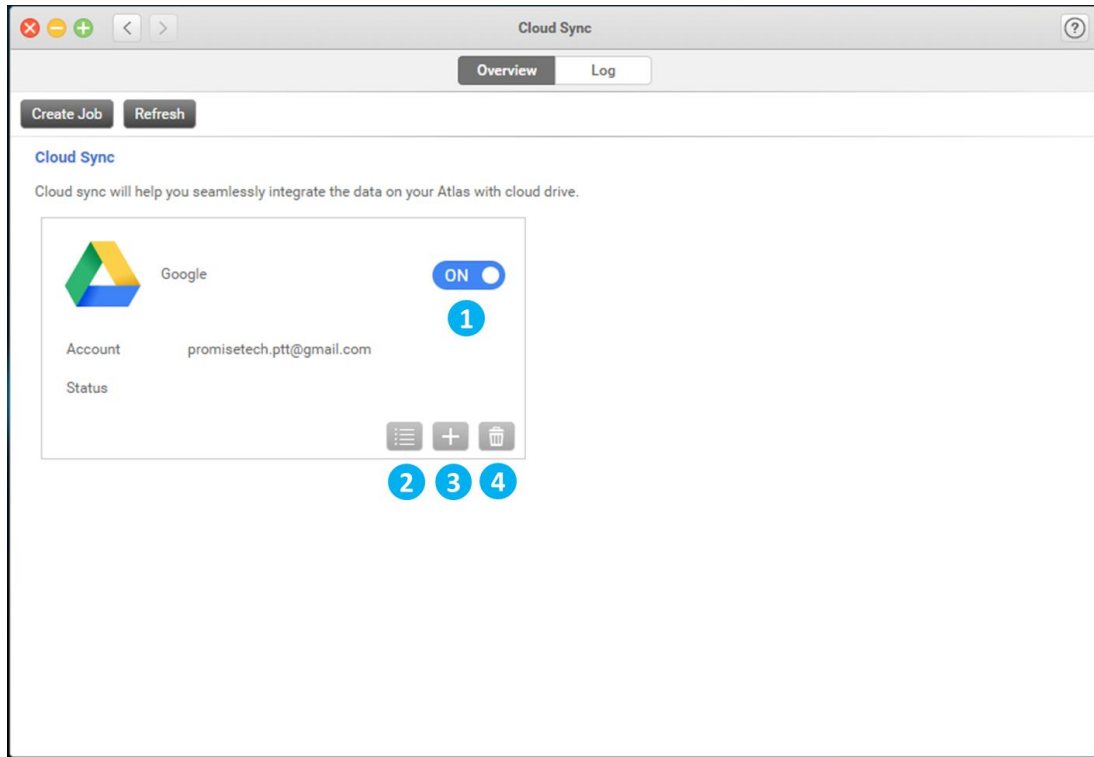 Cloud Sync
Overview Log
Create Job Refresh
Cloud Sync
Cloud sync will help you seamlessly integrate the data on your Atlas with cloud drive.
Google ON
1
Account promisetech.ptt@gmail.com
Status
2 3 4